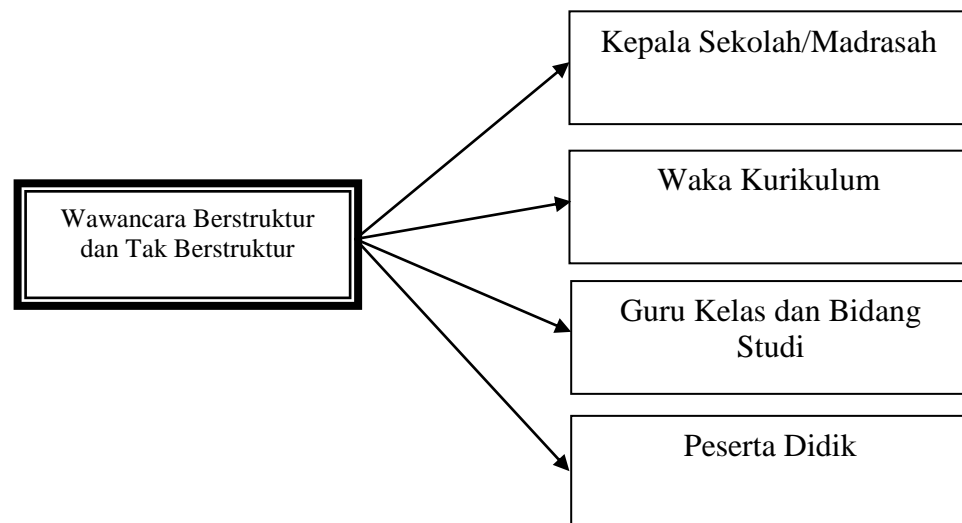 Kepala Sekolah/Madrasah
Waka Kurikulum
Wawancara Berstruktur
dan Tak Berstruktur
Guru Kelas dan Bidang
Studi
Peserta Didik